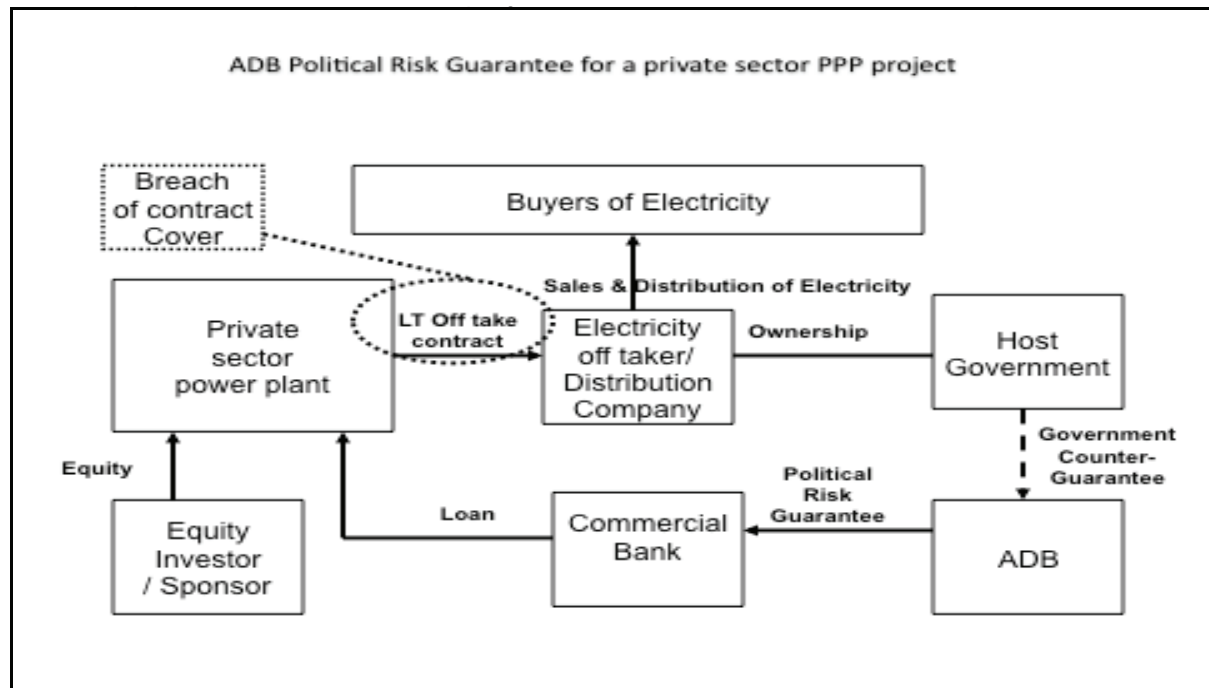 ADB Political Risk Guarantee for a private sector PPP project
Breach
of contract
Cover
Buyers of Electricity
Sales & Distribution of Electricity
Private
sector
power plant
LT Off take
contract
Electricity
off taker/
Distribution
Company
Ownership
Host
Government
Government
Counter-
Guarantee
Equity
Political
Risk
Guarantee
Loan
Equity
Investor
/ Sponsor
Commercial
Bank
ADB